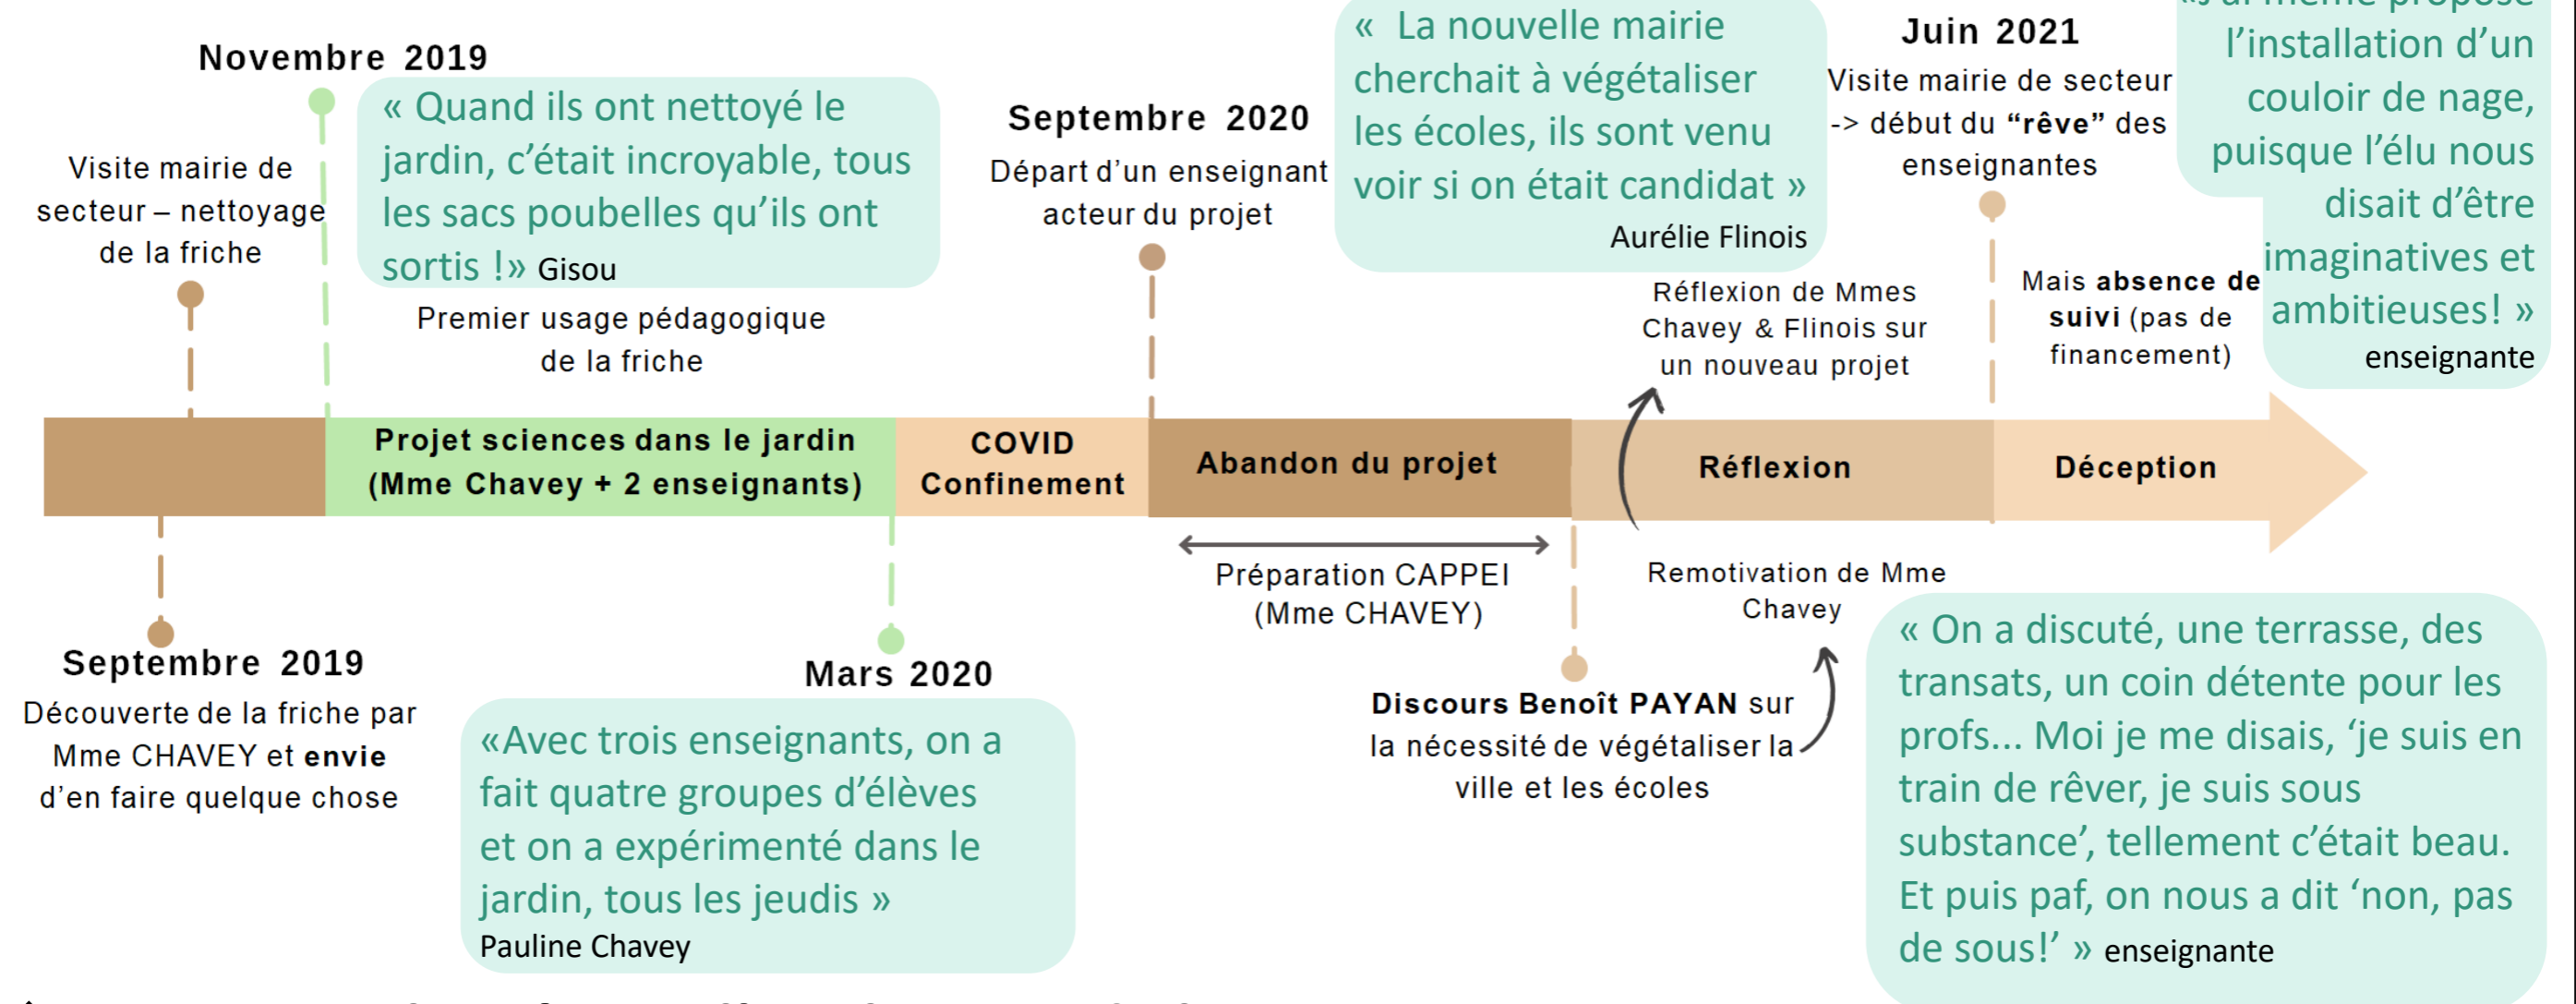 Novembre 2019
Visite mairie de
secteur – nettoyage
de la friche
« Quand ils ont nettoyé le
jardin, c’était incroyable, tous
les sacs poubelles qu’ils ont
sortis !» Gisou
Premier usage pédagogique
de la friche
Septembre 2020
Départ d’un enseignant
acteur du projet
« La nouvelle mairie
cherchait à végétaliser
les écoles, ils sont venu
voir si on était candidat »
Aurélie Flinois
Réflexion de Mmes
Chavey & Flinois sur
un nouveau projet
Juin 2021
Visite mairie de secteur
-> début du “rêve” des
enseignantes
Mais absence de
suivi (pas de
financement)
«J’ai même proposé
l’installation d’un
couloir de nage,
puisque l’élu nous
disait d’être
imaginatives et
ambitieuses! »
enseignante
Projet sciences dans le jardin
(Mme Chavey + 2 enseignants)
COVID
Confinement
Abandon du projet
Réflexion
Déception
Septembre 2019
Découverte de la friche par
Mme CHAVEY et envie
d’en faire quelque chose
Mars 2020
«Avec trois enseignants, on a
fait quatre groupes d’élèves
et on a expérimenté dans le
jardin, tous les jeudis »
Pauline Chavey
Préparation CAPPEI
(Mme CHAVEY)
Discours Benoît PAYAN sur
la nécessité de végétaliser la
ville et les écoles
Remotivation de Mme
Chavey
« On a discuté, une terrasse, des
transats, un coin détente pour les
profs... Moi je me disais, ‘je suis en
train de rêver, je suis sous
substance’, tellement c’était beau.
Et puis paf, on nous a dit ‘non, pas
de sous!’ » enseignante